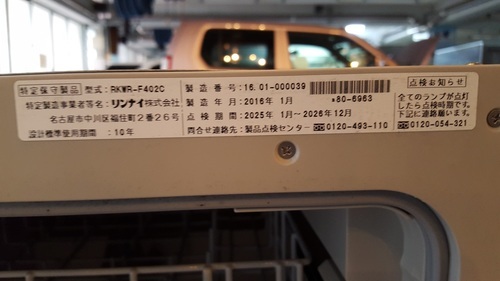 特定保守製品 型式：RKWR-F402C
特定製造事業者等名：リンナイ株式会社
名古屋市中川区福住町2番26号
設計標準使用期間：10年
製造番号：16.01-000039
製造年月：2016年 1月 *80-6963
点検期間：2025年 1月～2026年12月
問合せ連絡先：製品点検センター 0120-493-110
点検お知らせ
全てのランプが点灯
したら点検時期です。
下記に連絡願います。
0120-054-321